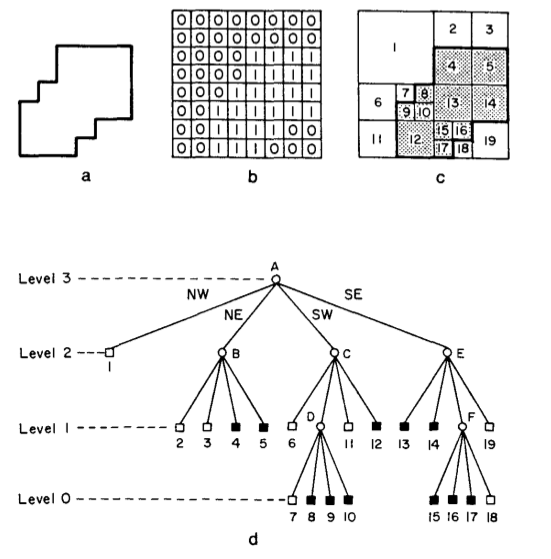 0 0 0 0 0 0 0 0
0 0 0 0 0 0 0 0
0 0 0 0 1 1 1 1
0 0 0 0 1 1 1 1
0 0 0 1 1 1 1 1
0 0 1 1 1 1 1 1
0 0 1 1 1 1 0 0
0 0 1 1 1 0 0 0
1 2 3
4 5
6 7 8 13 14
9 10
11 12 15 16 19
17 18
a b c
A
Level 3
NW NE SW SE
Level 2
1 B C E
Level 1
D F
2 3 4 5 6 11 12 13 14 19
Level 0
7 8 9 10 15 16 17 18
d